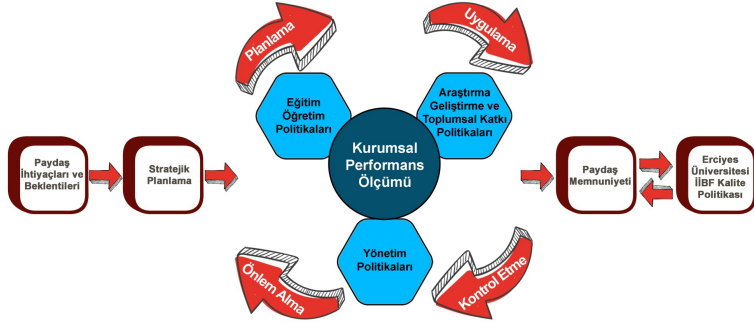 Planlama
Uygulama
Eğitim
Öğretim
Politikaları
Araştırma
Geliştirme ve
Toplumsal Katkı
Politikaları
Kurumsal
Performans
Ölçümü
Paydaş
İhtiyaçları ve
Beklentileri
Stratejik
Planlama
Paydaş
Memnuniyeti
Erciyes
Üniversitesi
İİBF Kalite
Politikası
Yönetim
Politikaları
Önlem Alma
Kontrol Etme